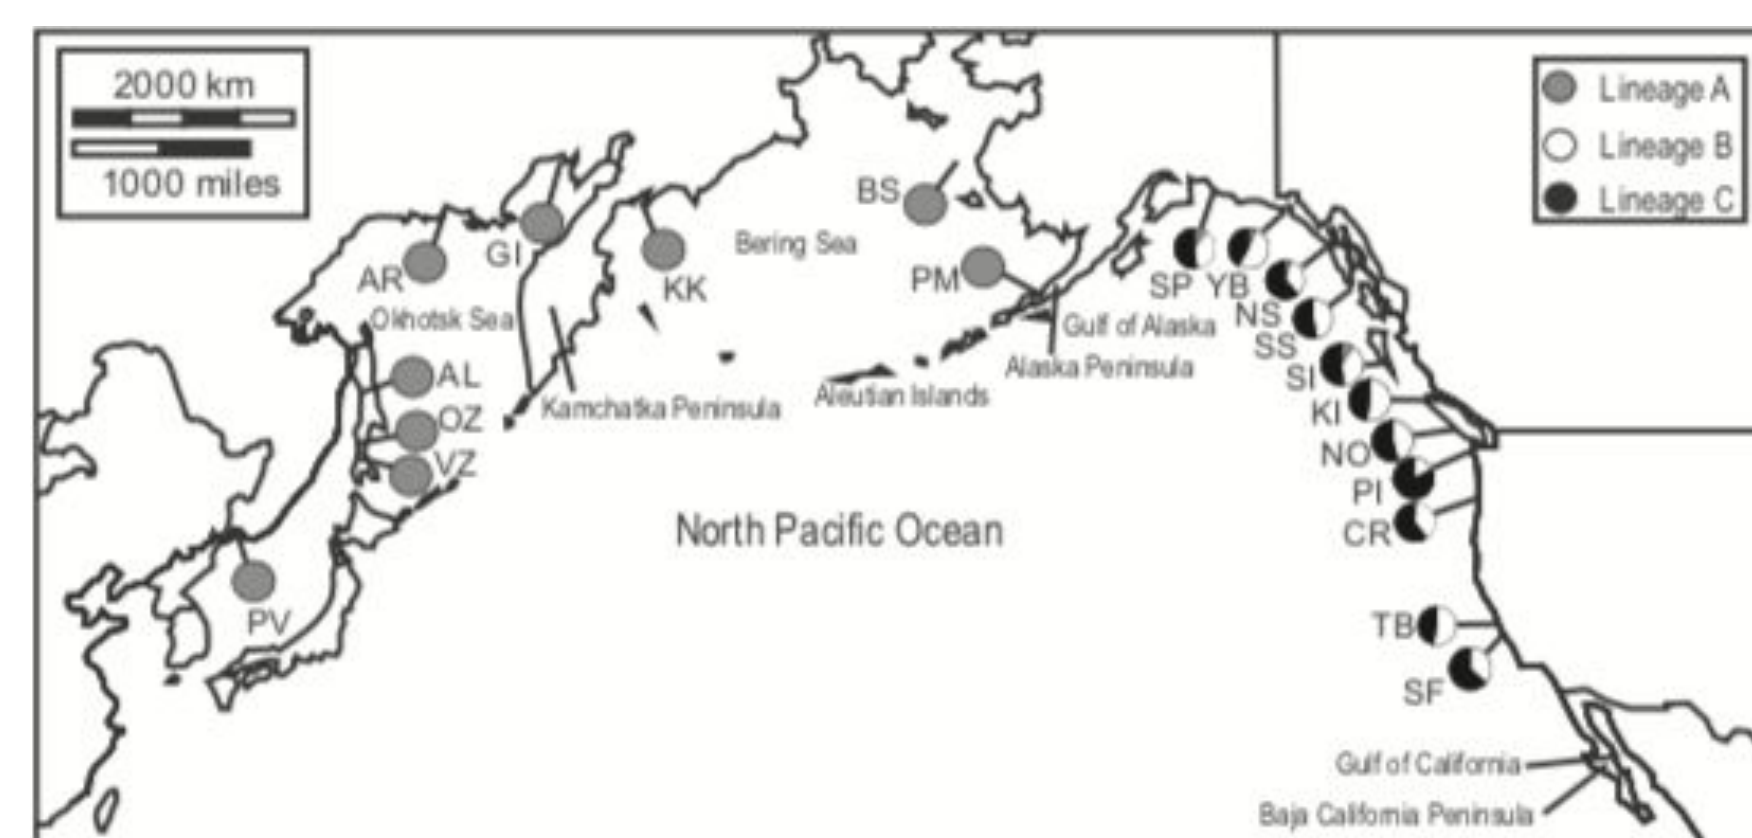 2000 km
1000 miles
Lineage A
Lineage B
Lineage C
BS
GI
Bering Sea
AR
KK
PM
SP
YB
NS
Okhotsk Sea
Gulf of Alaska
SS
Alaska Peninsula
AL
SI
Aleutian Islands
Kamchatka Peninsula
KI
OZ
NO
VZ
PI
North Pacific Ocean
CR
PV
TB
SF
Gulf of California
Baja California Peninsula